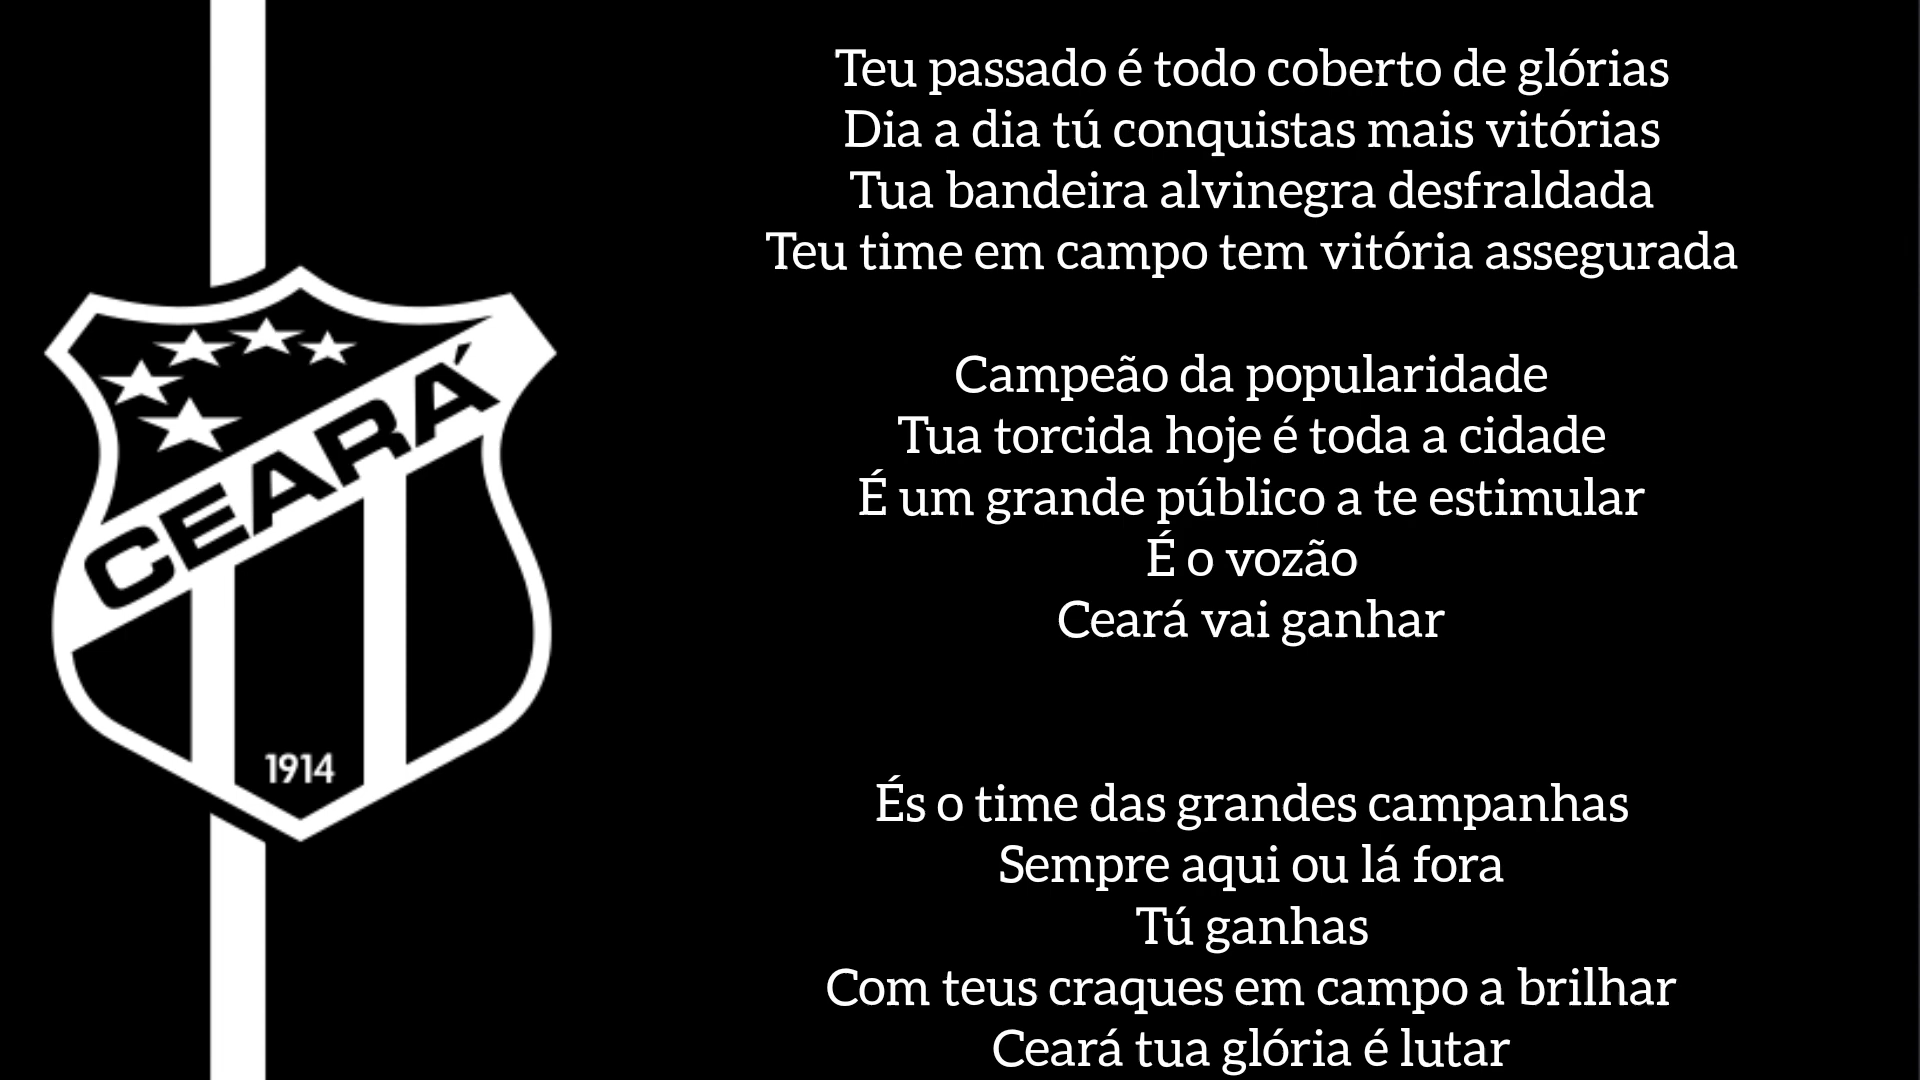 CEARÁ
1914
Teu passado é todo coberto de glórias
Dia a dia tú conquistas mais vitórias
Tua bandeira alvinegra desfraldada
Teu time em campo tem vitória assegurada
Campeão da popularidade
Tua torcida hoje é toda a cidade
É um grande público a te estimular
É o vozão
Ceará vai ganhar
És o time das grandes campanhas
Sempre aqui ou lá fora
Tú ganhas
Com teus craques em campo a brilhar
Ceará tua glória é lutar